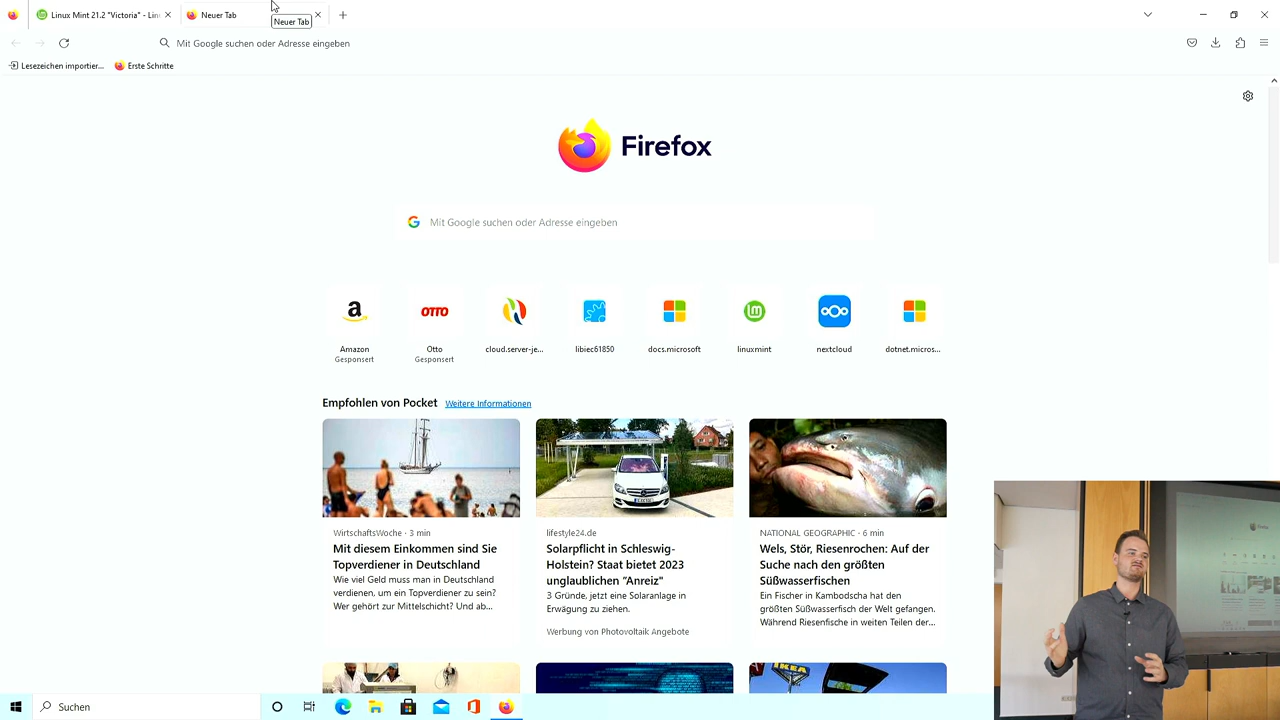 Linux Mint 21.2 "Victoria" - Lin
Neuer Tab
Neuer Tab
Mit Google suchen oder Adresse eingeben
Lesezeichen importier...
Erste Schritte
Firefox
Mit Google suchen oder Adresse eingeben
a
OTTO
lm
Amazon
Gesponsert
Otto
Gesponsert
cloud.server-je...
libiec61850
docs.microsoft
linuxmint
nextcloud
dotnet.micros...
Empfohlen von Pocket
Weitere Informationen
WirtschaftsWoche · 3 min
Mit diesem Einkommen sind Sie
Topverdiener in Deutschland
Wie viel Geld muss man in Deutschland
verdienen, um ein Topverdiener zu sein?
Wer gehört zur Mittelschicht? Und ab...
lifestyle24.de
Solarpflicht in Schleswig-
Holstein? Staat bietet 2023
unglaublichen “Anreiz"
3 Gründe, jetzt eine Solaranlage in
Erwägung zu ziehen.
Werbung von Photovoltaik Angebote
NATIONAL GEOGRAPHIC · 6 min
Wels, Stör, Riesenrochen: Auf der
Suche nach den größten
Süßwasserfischen
Ein Fischer in Kambodscha hat den
größten Süßwasserfisch der Welt gefangen.
Während Riesenfische in weiten Teilen der...
IKEA
Suchen